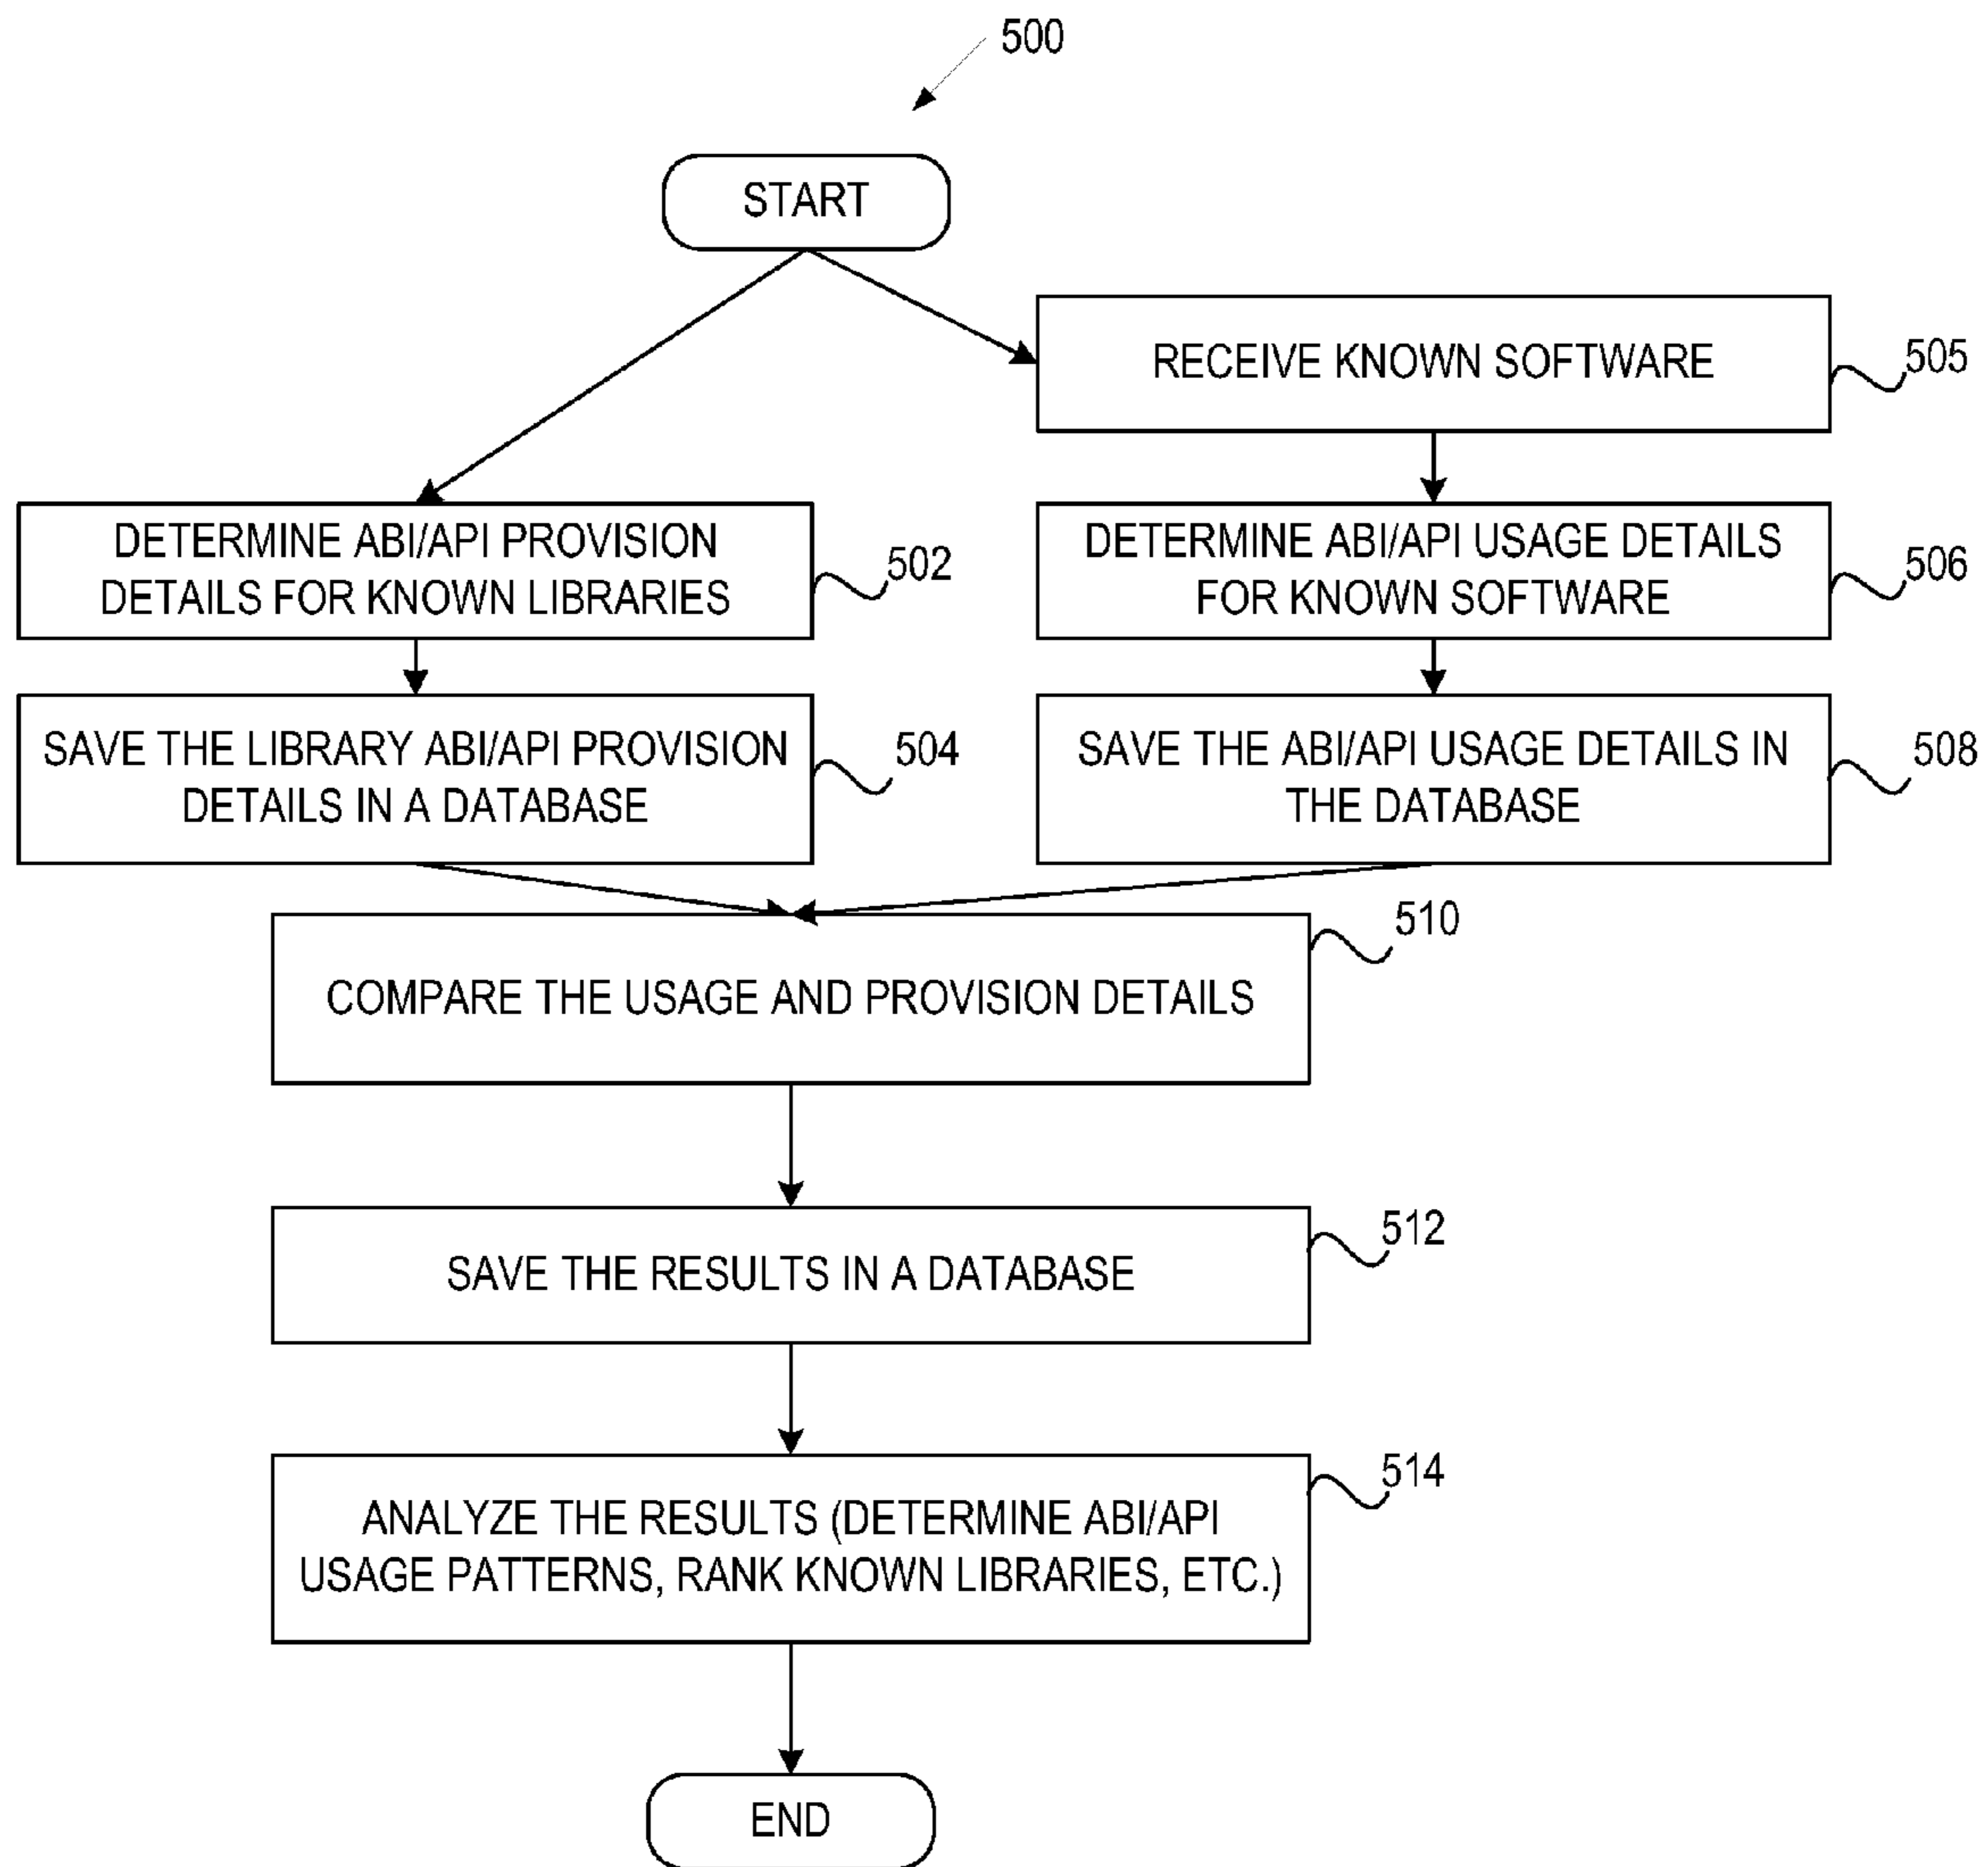 500
START
RECEIVE KNOWN SOFTWARE
505
DETERMINE ABI/API PROVISION
DETAILS FOR KNOWN LIBRARIES
502
DETERMINE ABI/API USAGE DETAILS
FOR KNOWN SOFTWARE
506
SAVE THE LIBRARY ABI/API PROVISION
DETAILS IN A DATABASE
504
SAVE THE ABI/API USAGE DETAILS IN
THE DATABASE
508
COMPARE THE USAGE AND PROVISION DETAILS
510
SAVE THE RESULTS IN A DATABASE
512
ANALYZE THE RESULTS (DETERMINE ABI/API
USAGE PATTERNS, RANK KNOWN LIBRARIES, ETC.)
514
END